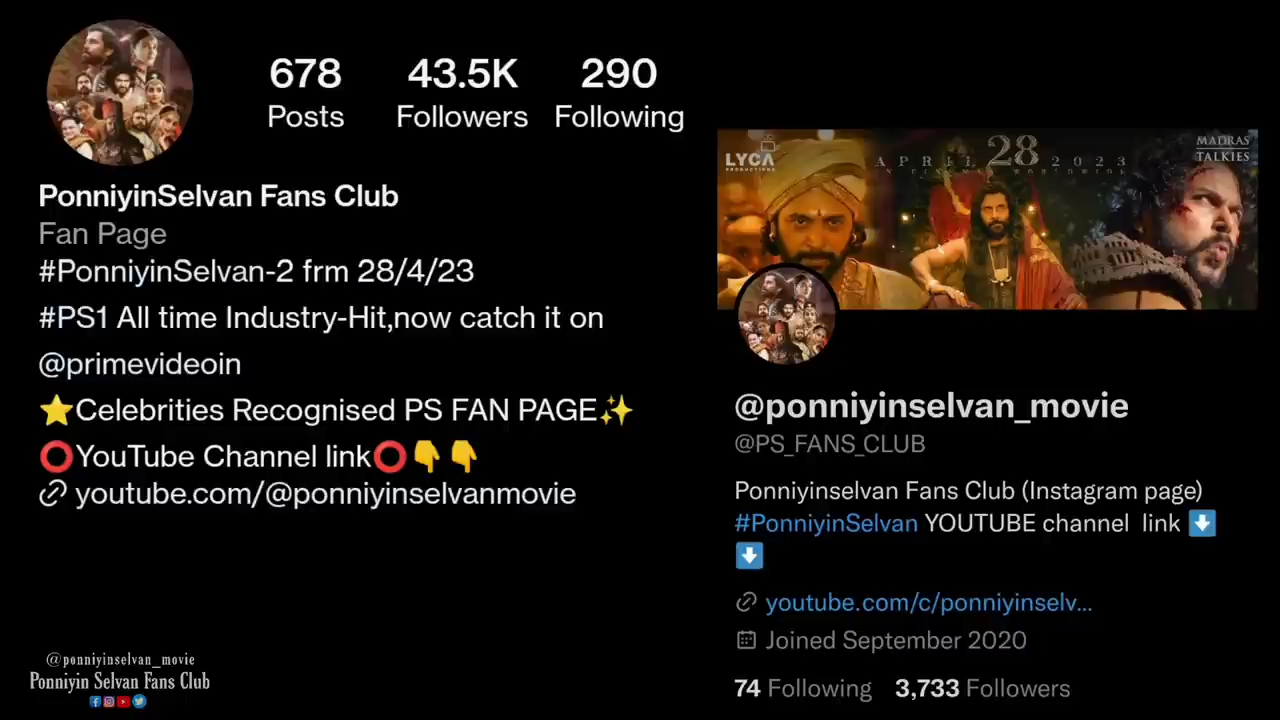 678 43.5K 290
Posts Followers Following
PonniyinSelvan Fans Club
Fan Page
#PonniyinSelvan-2 frm 28/4/23
#PS1 All time Industry-Hit,now catch it on
@primevideoin
⭐Celebrities Recognised PS FAN PAGE✨
⭕YouTube Channel link⭕👇👇
youtube.com/@ponniyinselvanmovie
LYCA
PRODUCTIONS
APRIL 28 2023
MADRAS
TALKIES
@ponniyinselvan_movie
@PS_FANS_CLUB
Ponniyinselvan Fans Club (Instagram page)
#PonniyinSelvan YOUTUBE channel link ⬇️
⬇️
youtube.com/c/ponniyinselv...
Joined September 2020
74 Following 3,733 Followers
@ponniyinselvan_movie
Ponniyin Selvan Fans Club